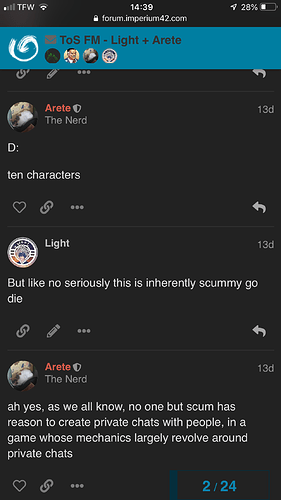 TFW
14:39
28%
forum.imperium42.com
ToS FM - Light + Arete
Arete
13d
The Nerd
D:
ten characters
Light
13d
But like no seriously this is inherently scummy go
die
Arete
13d
The Nerd
ah yes, as we all know, no one but scum has
reason to create private chats with people, in a
game whose mechanics largely revolve around
private chats
2 / 24